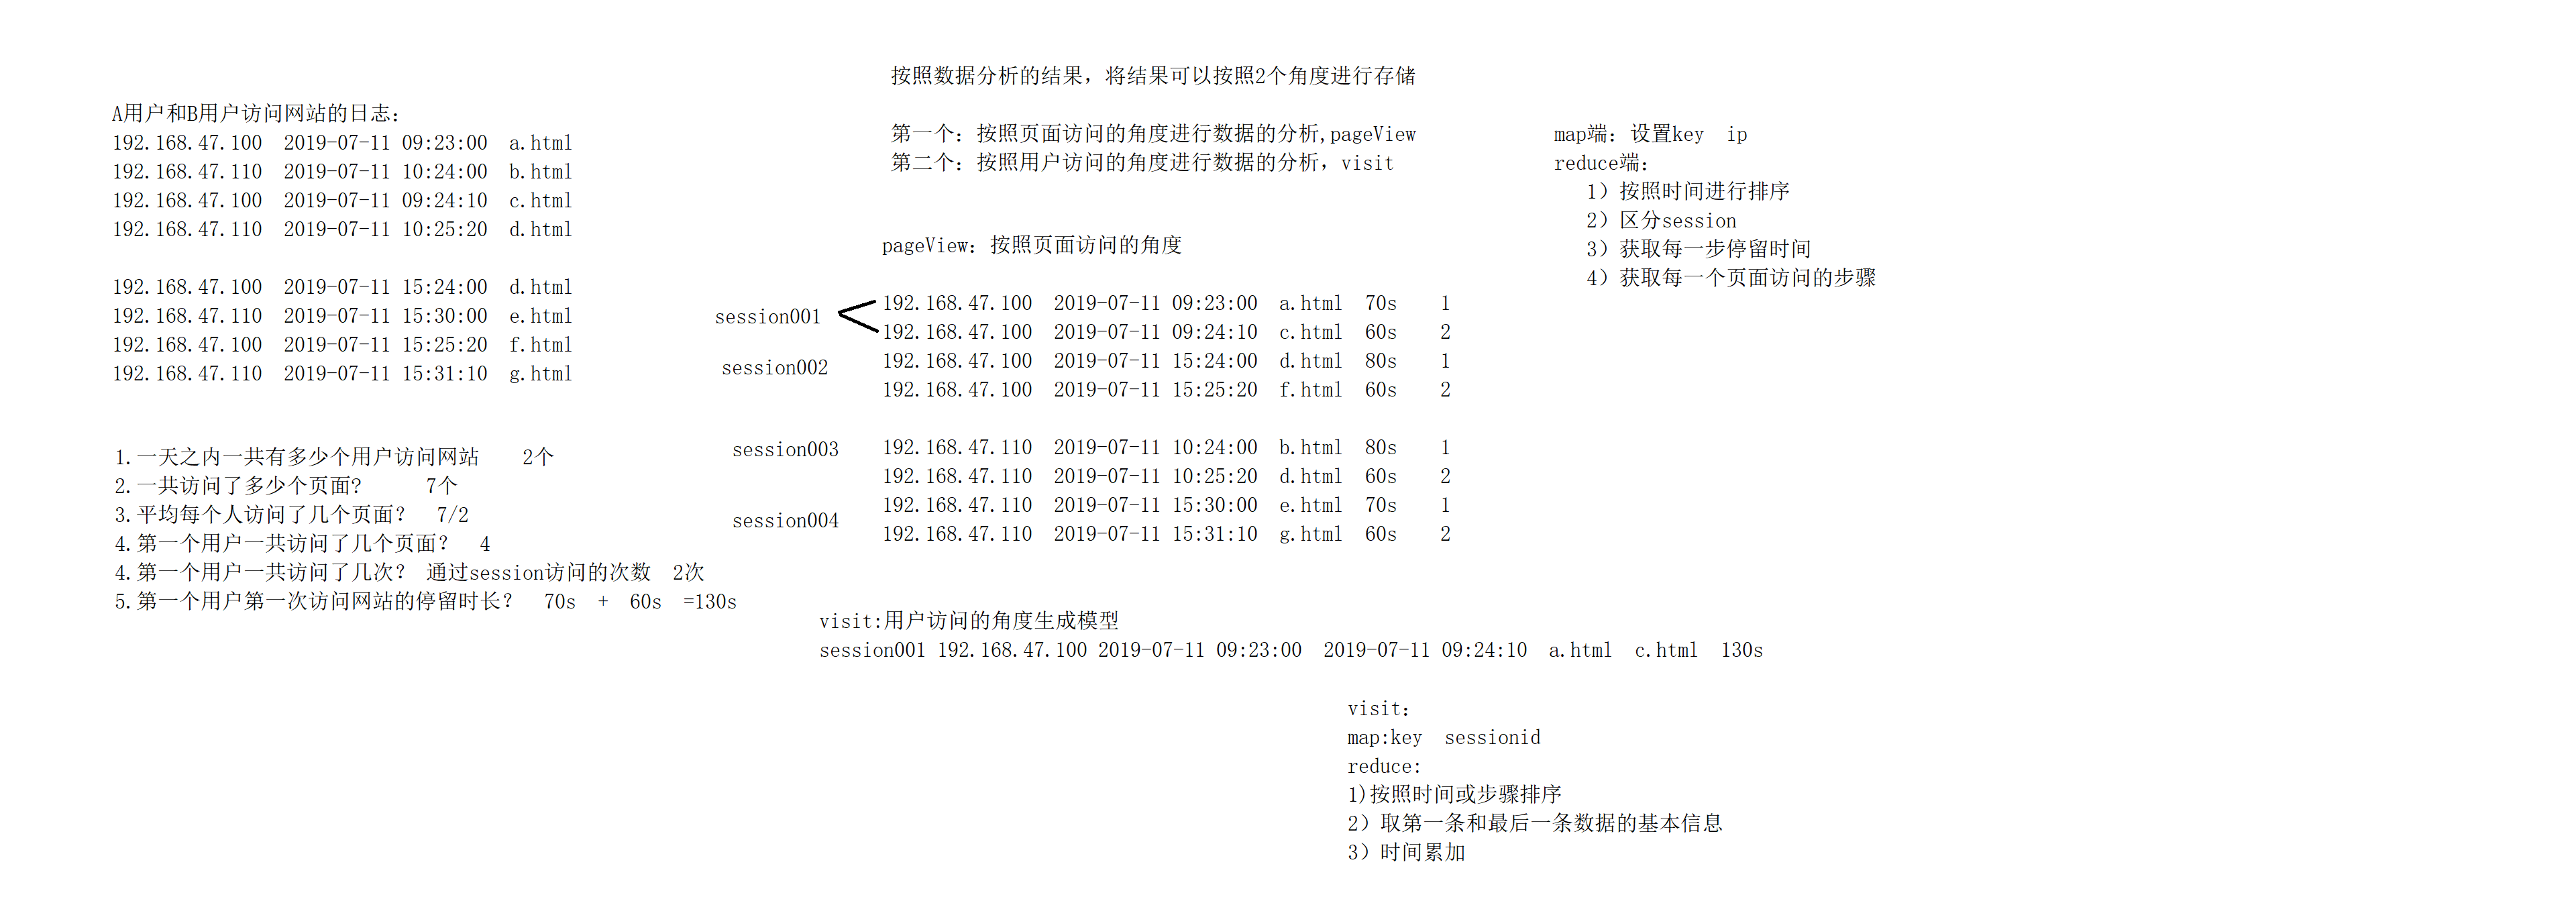 按照数据分析的结果，将结果可以按照2个角度进行存储
第一个：按照页面访问的角度进行数据的分析,pageView
第二个：按照用户访问的角度进行数据的分析，visit
A用户和B用户访问网站的日志：
192.168.47.100  2019-07-11 09:23:00  a.html
192.168.47.110  2019-07-11 10:24:00  b.html
192.168.47.100  2019-07-11 09:24:10  c.html
192.168.47.110  2019-07-11 10:25:20  d.html
192.168.47.100  2019-07-11 15:24:00  d.html
192.168.47.110  2019-07-11 15:30:00  e.html
192.168.47.100  2019-07-11 15:25:20  f.html
192.168.47.110  2019-07-11 15:31:10  g.html
1.一天之内一共有多少个用户访问网站    2个
2.一共访问了多少个页面?      7个
3.平均每个人访问了几个页面？  7/2
4.第一个用户一共访问了几个页面？  4
4.第一个用户一共访问了几次？ 通过session访问的次数  2次
5.第一个用户第一次访问网站的停留时长？  70s  +  60s  =130s
map端：设置key  ip
reduce端：
1）按照时间进行排序
2）区分session
3）获取每一步停留时间
4）获取每一个页面访问的步骤
pageView：按照页面访问的角度
session001
192.168.47.100  2019-07-11 09:23:00  a.html  70s    1
192.168.47.100  2019-07-11 09:24:10  c.html  60s    2
session002
192.168.47.100  2019-07-11 15:24:00  d.html  80s    1
192.168.47.100  2019-07-11 15:25:20  f.html  60s    2
session003
192.168.47.110  2019-07-11 10:24:00  b.html  80s    1
192.168.47.110  2019-07-11 10:25:20  d.html  60s    2
session004
192.168.47.110  2019-07-11 15:30:00  e.html  70s    1
192.168.47.110  2019-07-11 15:31:10  g.html  60s    2
visit:用户访问的角度生成模型
session001 192.168.47.100 2019-07-11 09:23:00  2019-07-11 09:24:10  a.html  c.html  130s
visit：
map:key  sessionid
reduce:
1)按照时间或步骤排序
2）取第一条和最后一条数据的基本信息
3）时间累加